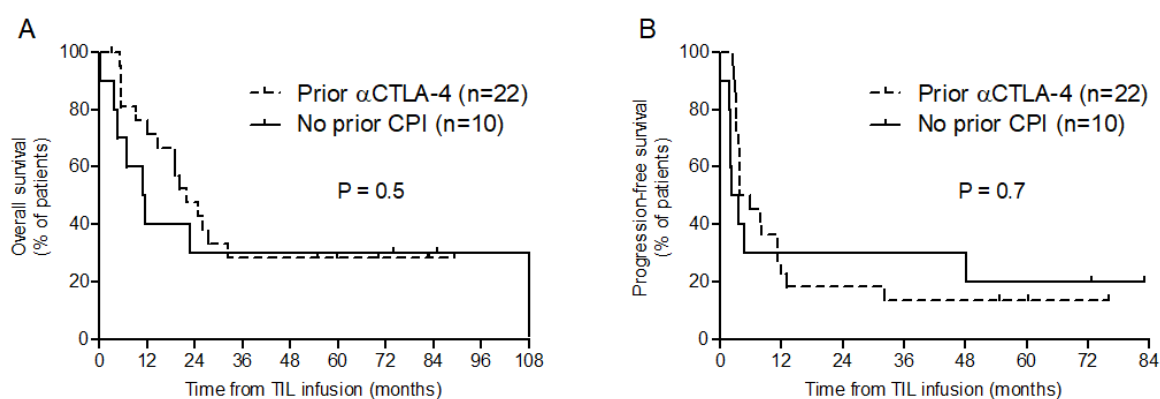 A
Overall survival
(% of patients)
100
80
60
40
20
0
Prior αCTLA-4 (n=22)
No prior CPI (n=10)
P = 0.5
0 12 24 36 48 60 72 84 96 108
Time from TIL infusion (months)
B
Progression-free survival
(% of patients)
100
80
60
40
20
0
Prior αCTLA-4 (n=22)
No prior CPI (n=10)
P = 0.7
0 12 24 36 48 60 72 84
Time from TIL infusion (months)